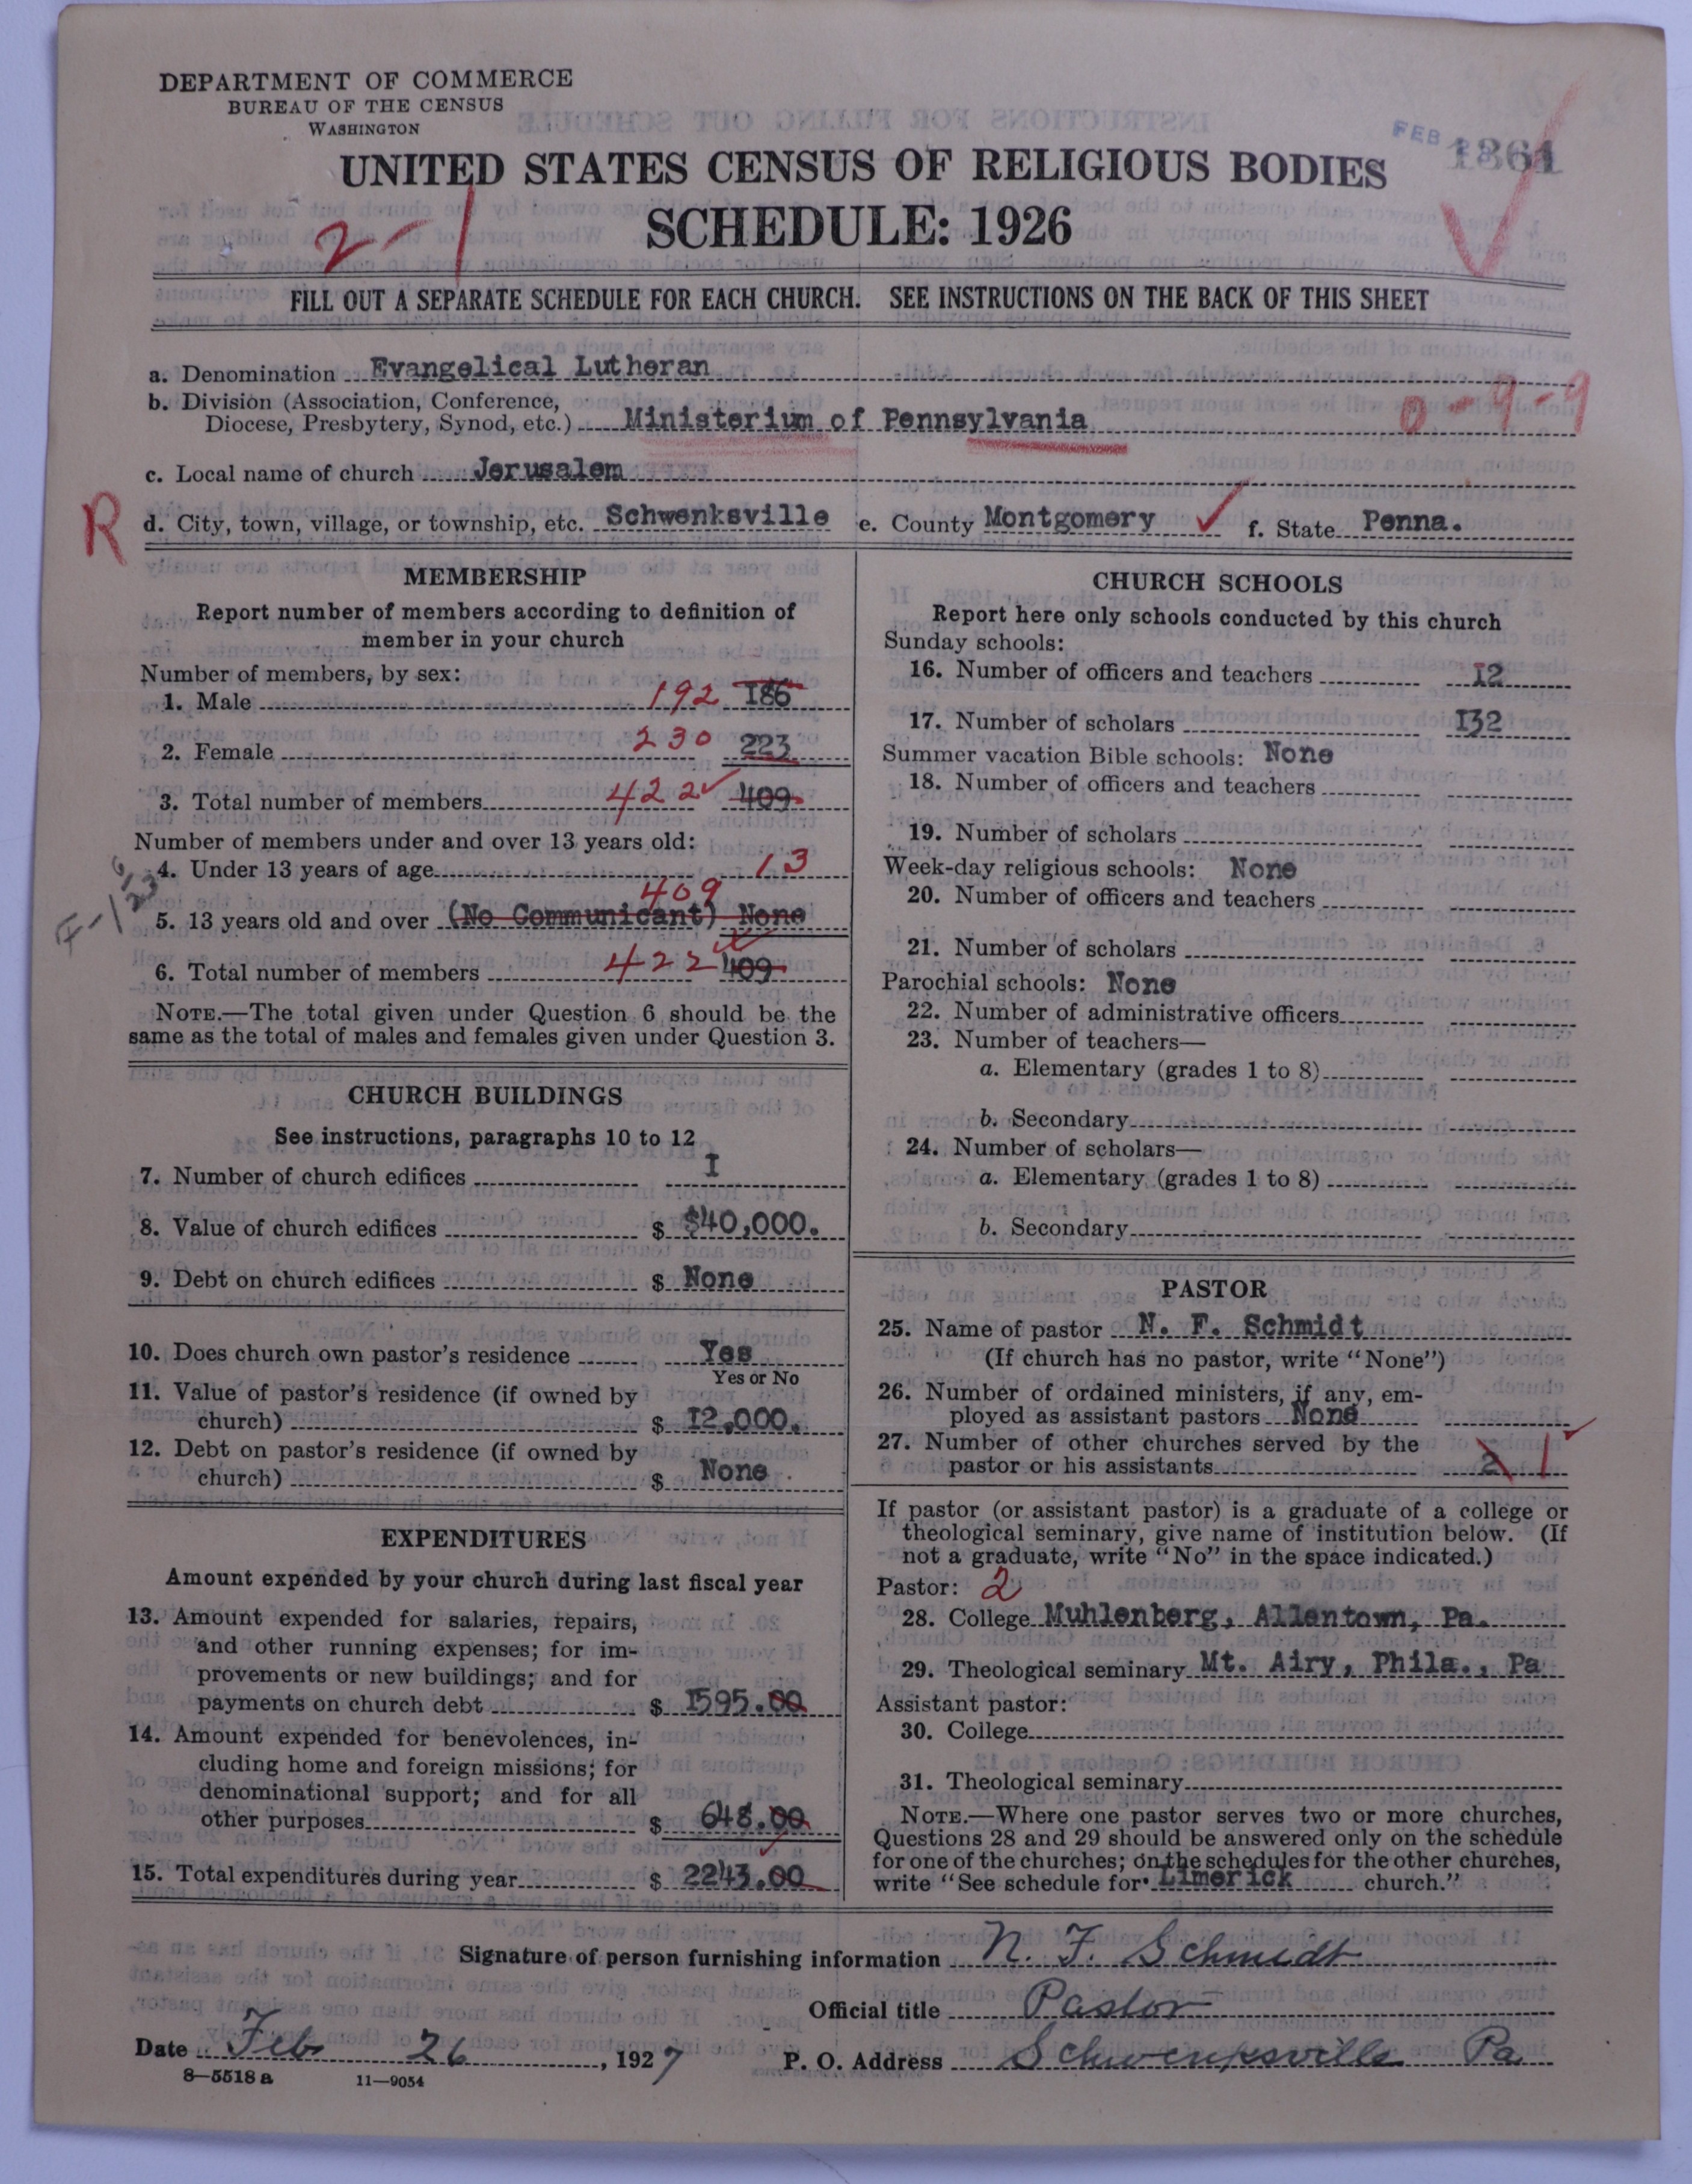 DEPARTMENT OF COMMERCE
BUREAU OF THE CENSUS
WASHINGTON
FEB
1361
UNITED STATES CENSUS OF RELIGIOUS BODIES
SCHEDULE: 1926
2-1
FILL OUT A SEPARATE SCHEDULE FOR EACH CHURCH. SEE INSTRUCTIONS ON THE BACK OF THIS SHEET
a. Denomination Evangelical Lutheran
b. Division (Association, Conference,
Diocese, Presbytery, Synod, etc.) Ministerium of Pennsylvania 0-9-9
c. Local name of church Jerusalem
R d. City, town, village, or township, etc. Schwenksville e. County Montgomery f. State Penna.
MEMBERSHIP
Report number of members according to definition of
member in your church
Number of members, by sex:
1. Male 192 186
2. Female 230 223
3. Total number of members 422 409
Number of members under and over 13 years old:
4. Under 13 years of age 13
409
5. 13 years old and over (No Communicant) None
6. Total number of members 422 409
NOTE.—The total given under Question 6 should be the
same as the total of males and females given under Question 3.
CHURCH BUILDINGS
See instructions, paragraphs 10 to 12
7. Number of church edifices I
8. Value of church edifices $ $40,000.
9. Debt on church edifices $ None
10. Does church own pastor's residence Yes
Yes or No
11. Value of pastor's residence (if owned by
church) $ I2,000.
12. Debt on pastor's residence (if owned by
church) $ None
EXPENDITURES
Amount expended by your church during last fiscal year
13. Amount expended for salaries, repairs,
and other running expenses; for im-
provements or new buildings; and for
payments on church debt $ I595.00
14. Amount expended for benevolences, in-
cluding home and foreign missions; for
denominational support; and for all
other purposes $ 648.00
15. Total expenditures during year $ 2243.00
CHURCH SCHOOLS
Report here only schools conducted by this church
Sunday schools:
16. Number of officers and teachers I2
17. Number of scholars I32
Summer vacation Bible schools: None
18. Number of officers and teachers
19. Number of scholars
Week-day religious schools: None
20. Number of officers and teachers
21. Number of scholars
Parochial schools: None
22. Number of administrative officers
23. Number of teachers—
a. Elementary (grades 1 to 8)
b. Secondary
24. Number of scholars—
a. Elementary (grades 1 to 8)
b. Secondary
PASTOR
25. Name of pastor N. F. Schmidt
(If church has no pastor, write "None")
26. Number of ordained ministers, if any, em-
ployed as assistant pastors None
27. Number of other churches served by the
pastor or his assistants 2 1
If pastor (or assistant pastor) is a graduate of a college or
theological seminary, give name of institution below. (If
not a graduate, write "No" in the space indicated.)
Pastor: 2
28. College Muhlenberg, Allentown, Pa.
29. Theological seminary Mt. Airy, Phila., Pa
Assistant pastor:
30. College
31. Theological seminary
NOTE.—Where one pastor serves two or more churches,
Questions 28 and 29 should be answered only on the schedule
for one of the churches; on the schedules for the other churches,
write "See schedule for Limerick church."
Signature of person furnishing information N. F. Schmidt
Official title Pastor
Date Feb 26, 1927 P. O. Address Schwenksville Pa
8—5518 a 11—9054